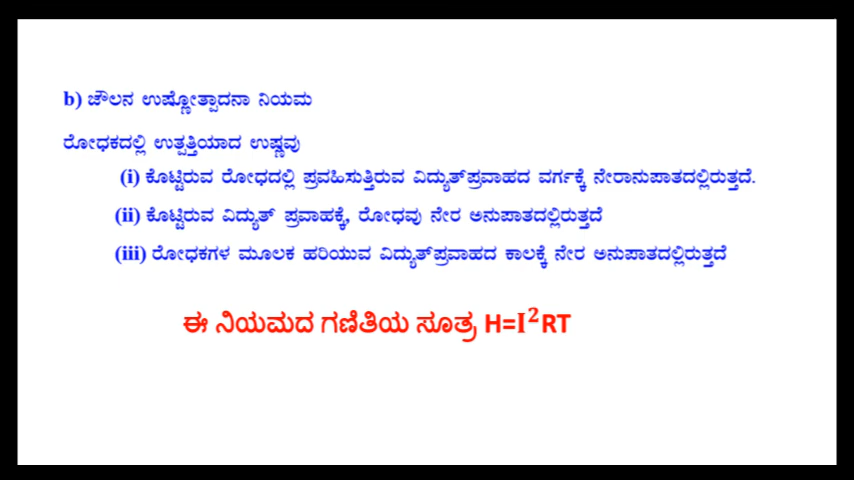 b) ಜೌಲನ ಉಷ್ಣೋತ್ಪಾದನಾ ನಿಯಮ
ರೋಧಕದಲ್ಲಿ ಉತ್ಪತ್ತಿಯಾದ ಉಷ್ಣವು
(i) ಕೊಟ್ಟಿರುವ ರೋಧದಲ್ಲಿ ಪ್ರವಹಿಸುತ್ತಿರುವ ವಿದ್ಯುತ್‌ಪ್ರವಾಹದ ವರ್ಗಕ್ಕೆ ನೇರಾನುಪಾತದಲ್ಲಿರುತ್ತದೆ.
(ii) ಕೊಟ್ಟಿರುವ ವಿದ್ಯುತ್ ಪ್ರವಾಹಕ್ಕೆ, ರೋಧವು ನೇರ ಅನುಪಾತದಲ್ಲಿರುತ್ತದೆ
(iii) ರೋಧಕಗಳ ಮೂಲಕ ಹರಿಯುವ ವಿದ್ಯುತ್‌ಪ್ರವಾಹದ ಕಾಲಕ್ಕೆ ನೇರ ಅನುಪಾತದಲ್ಲಿರುತ್ತದೆ
ಈ ನಿಯಮದ ಗಣಿತಿಯ ಸೂತ್ರ H=I²RT